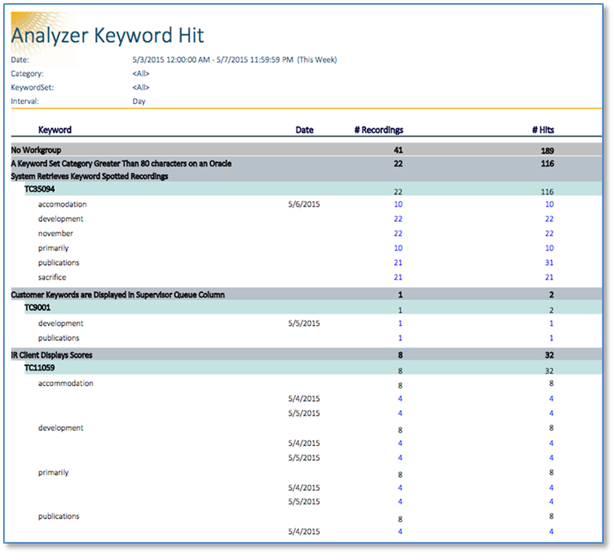 Analyzer Keyword Hit
Date: 5/3/2015 12:00:00 AM - 5/7/2015 11:59:59 PM (This Week)
Category: <All>
KeywordSet: <All>
Interval: Day
Keyword Date # Recordings # Hits
No Workgroup 41 189
A Keyword Set Category Greater Than 80 characters on an Oracle 22 116
System Retrieves Keyword Spotted Recordings
TC35094 22 116
accomodation 5/6/2015 10 10
development 22 22
november 22 22
primarily 10 10
publications 21 31
sacrifice 21 21
Customer Keywords are Displayed in Supervisor Queue Column 1 2
TC9001 1 2
development 5/5/2015 1 1
publications 1 1
IR Client Displays Scores 8 32
TC11059 8 32
accommodation 8 8
5/4/2015 4 4
5/5/2015 4 4
development 8 8
5/4/2015 4 4
5/5/2015 4 4
primarily 8 8
5/4/2015 4 4
5/5/2015 4 4
publications 8 8
5/4/2015 4 4